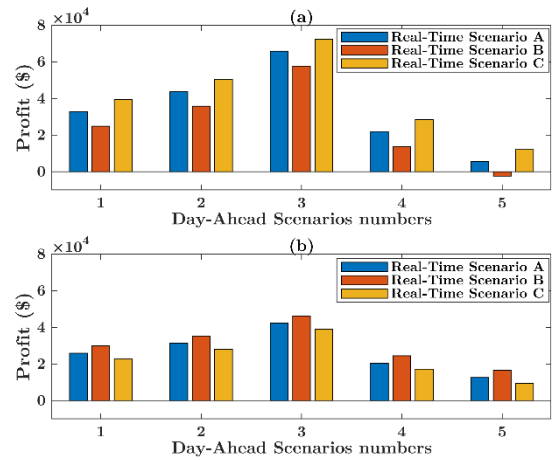 (a)
×10⁴
8
6
4
2
0
Profit ($)
Real-Time Scenario A
Real-Time Scenario B
Real-Time Scenario C
1 2 3 4 5
Day-Ahead Scenarios numbers
(b)
×10⁴
8
6
4
2
0
Profit ($)
Real-Time Scenario A
Real-Time Scenario B
Real-Time Scenario C
1 2 3 4 5
Day-Ahead Scenarios numbers